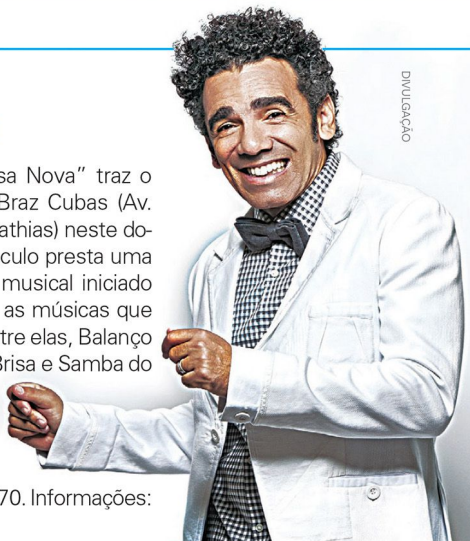 DIVULGAÇÃO
sa Nova” traz o
Braz Cubas (Av.
athias) neste do-
culo presta uma
musical iniciado
as músicas que
tre elas, Balanço
Brisa e Samba do
70. Informações: